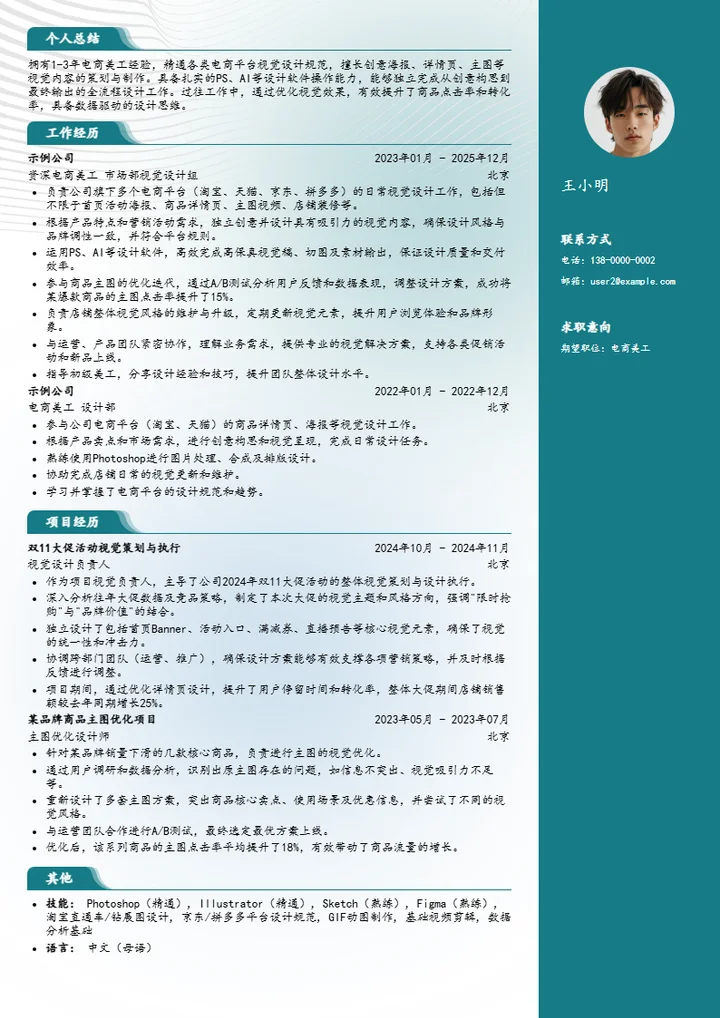 个人总结
拥有1-3年电商美工经验，精通各类电商平台视觉设计规范，擅长创意海报、详情页、主图等
视觉内容的策划与制作。具备扎实的PS、AI等设计软件操作能力，能够独立完成从创意构思到
最终输出的全流程设计工作。过往工作中，通过优化视觉效果，有效提升了商品点击率和转化
率，具备数据驱动的设计思维。
工作经历
示例公司 2023年01月 - 2025年12月
资深电商美工 市场部视觉设计组 北京
• 负责公司旗下多个电商平台（淘宝、天猫、京东、拼多多）的日常视觉设计工作，包括但
不限于首页活动海报、商品详情页、主图视频、店铺装修等。
• 根据产品特点和营销活动需求，独立创意并设计具有吸引力的视觉内容，确保设计风格与
品牌调性一致，并符合平台规则。
• 运用PS、AI等设计软件，高效完成高保真视觉稿、切图及素材输出，保证设计质量和交付
效率。
• 参与商品主图的优化迭代，通过A/B测试分析用户反馈和数据表现，调整设计方案，成功将
某爆款商品的主图点击率提升了15%。
• 负责店铺整体视觉风格的维护与升级，定期更新视觉元素，提升用户浏览体验和品牌形
象。
• 与运营、产品团队紧密协作，理解业务需求，提供专业的视觉解决方案，支持各类促销活
动和新品上线。
• 指导初级美工，分享设计经验和技巧，提升团队整体设计水平。
示例公司 2022年01月 - 2022年12月
电商美工 设计部 北京
• 参与公司电商平台（淘宝、天猫）的商品详情页、海报等视觉设计工作。
• 根据产品卖点和市场需求，进行创意构思和视觉呈现，完成日常设计任务。
• 熟练使用Photoshop进行图片处理、合成及排版设计。
• 协助完成店铺日常的视觉更新和维护。
• 学习并掌握了电商平台的设计规范和趋势。
项目经历
双11大促活动视觉策划与执行 2024年10月 - 2024年11月
视觉设计负责人 北京
• 作为项目视觉负责人，主导了公司2024年双11大促活动的整体视觉策划与设计执行。
• 深入分析往年大促数据及竞品策略，制定了本次大促的视觉主题和风格方向，强调"限时抢
购"与"品牌价值"的结合。
• 独立设计了包括首页Banner、活动入口、满减券、直播预告等核心视觉元素，确保了视觉
的统一性和冲击力。
• 协调跨部门团队（运营、推广），确保设计方案能够有效支撑各项营销策略，并及时根据
反馈进行调整。
• 项目期间，通过优化详情页设计，提升了用户停留时间和转化率，整体大促期间店铺销售
额较去年同期增长25%。
某品牌商品主图优化项目 2023年05月 - 2023年07月
主图优化设计师 北京
• 针对某品牌销量下滑的几款核心商品，负责进行主图的视觉优化。
• 通过用户调研和数据分析，识别出原主图存在的问题，如信息不突出、视觉吸引力不足
等。
• 重新设计了多套主图方案，突出商品核心卖点、使用场景及优惠信息，并尝试了不同的视
觉风格。
• 与运营团队合作进行A/B测试，最终选定最优方案上线。
• 优化后，该系列商品的主图点击率平均提升了18%，有效带动了商品流量的增长。
其他
• 技能： Photoshop（精通）, Illustrator（精通）, Sketch（熟练）, Figma（熟练）,
淘宝直通车/钻展图设计, 京东/拼多多平台设计规范, GIF动图制作, 基础视频剪辑, 数据
分析基础
• 语言： 中文（母语）
王小明
联系方式
电话：138-0000-0002
邮箱：user2@example.com
求职意向
期望职位：电商美工